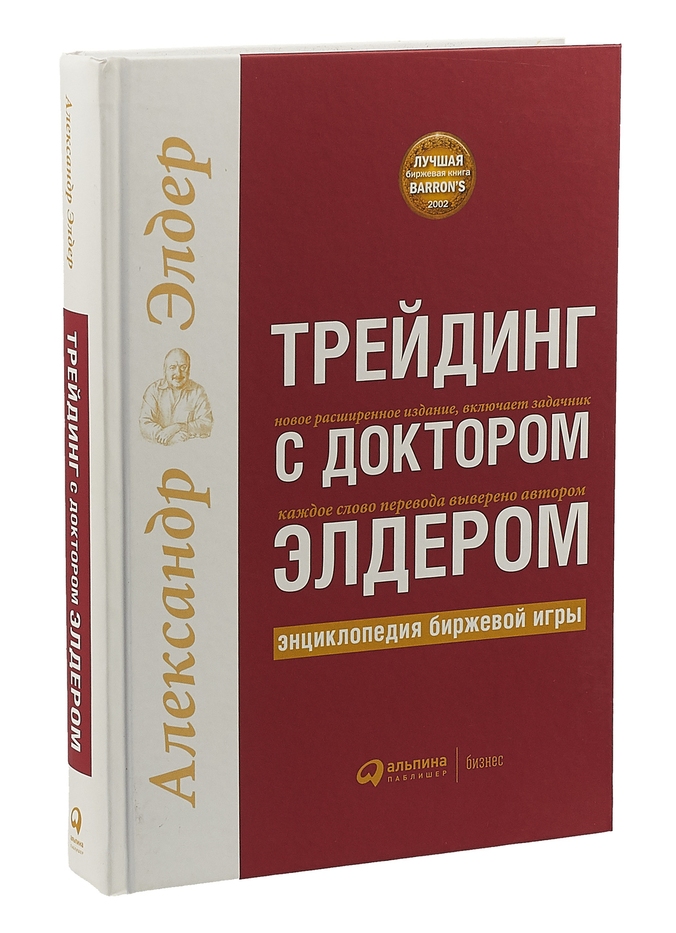 Александр Элдер
ТРЕЙДИНГ С ДОКТОРОМ ЭЛДЕРОМ
альпина
Александр Элдер
ЛУЧШАЯ
биржевая книга
BARRON'S
2002
ТРЕЙДИНГ
новое расширенное издание, включает задачник
С ДОКТОРОМ
каждое слово перевода выверено автором
ЭЛДЕРОМ
энциклопедия биржевой игры
альпина
ПАБЛИШЕР
бизнес